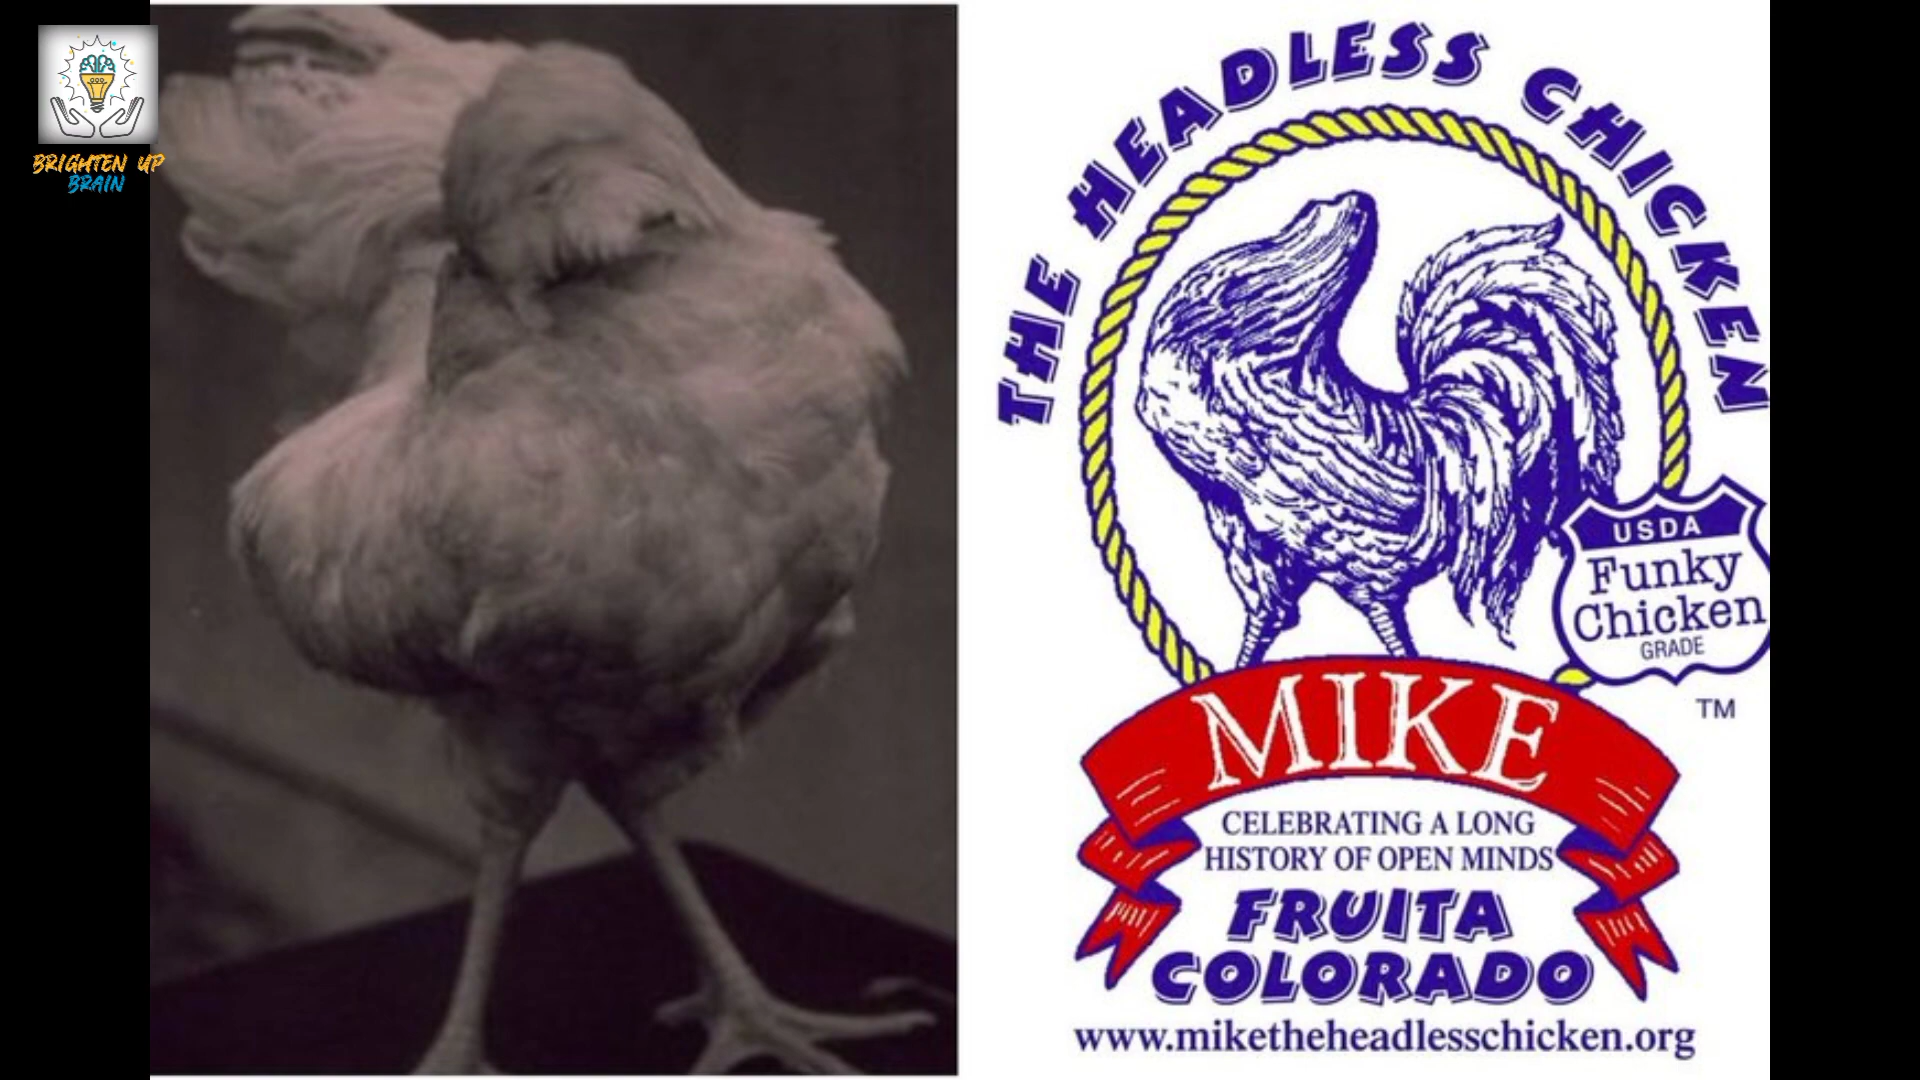 BRIGHTEN UP
BRAIN
THE HEADLESS CHICKEN
USDA
Funky
Chicken
GRADE
TM
MIKE
CELEBRATING A LONG
HISTORY OF OPEN MINDS
FRUITA
COLORADO
www.miketheheadlesschicken.org